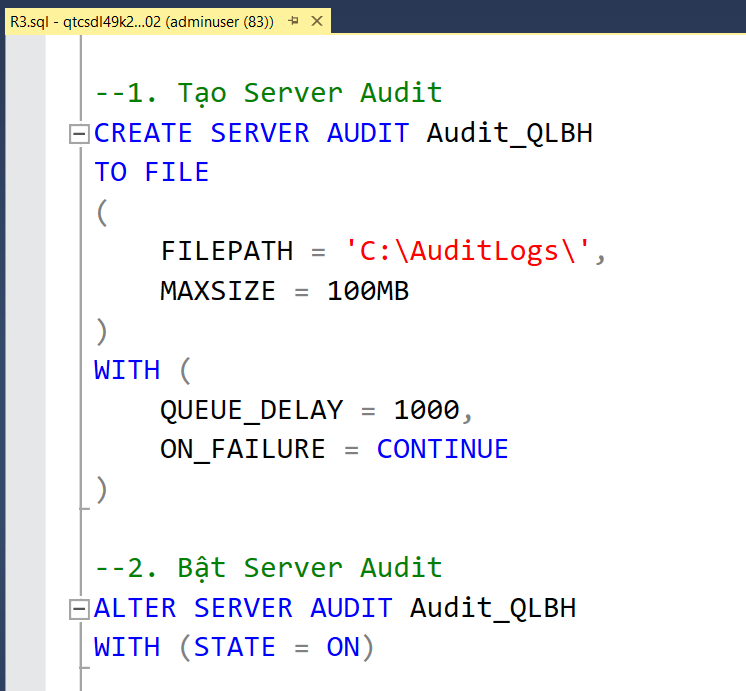 R3.sql - qtcsdl49k2...02 (adminuser (83))
--1. Tạo Server Audit
CREATE SERVER AUDIT Audit_QLBH
TO FILE
(
    FILEPATH = 'C:\AuditLogs\',
    MAXSIZE = 100MB
)
WITH (
    QUEUE_DELAY = 1000,
    ON_FAILURE = CONTINUE
)
--2. Bật Server Audit
ALTER SERVER AUDIT Audit_QLBH
WITH (STATE = ON)